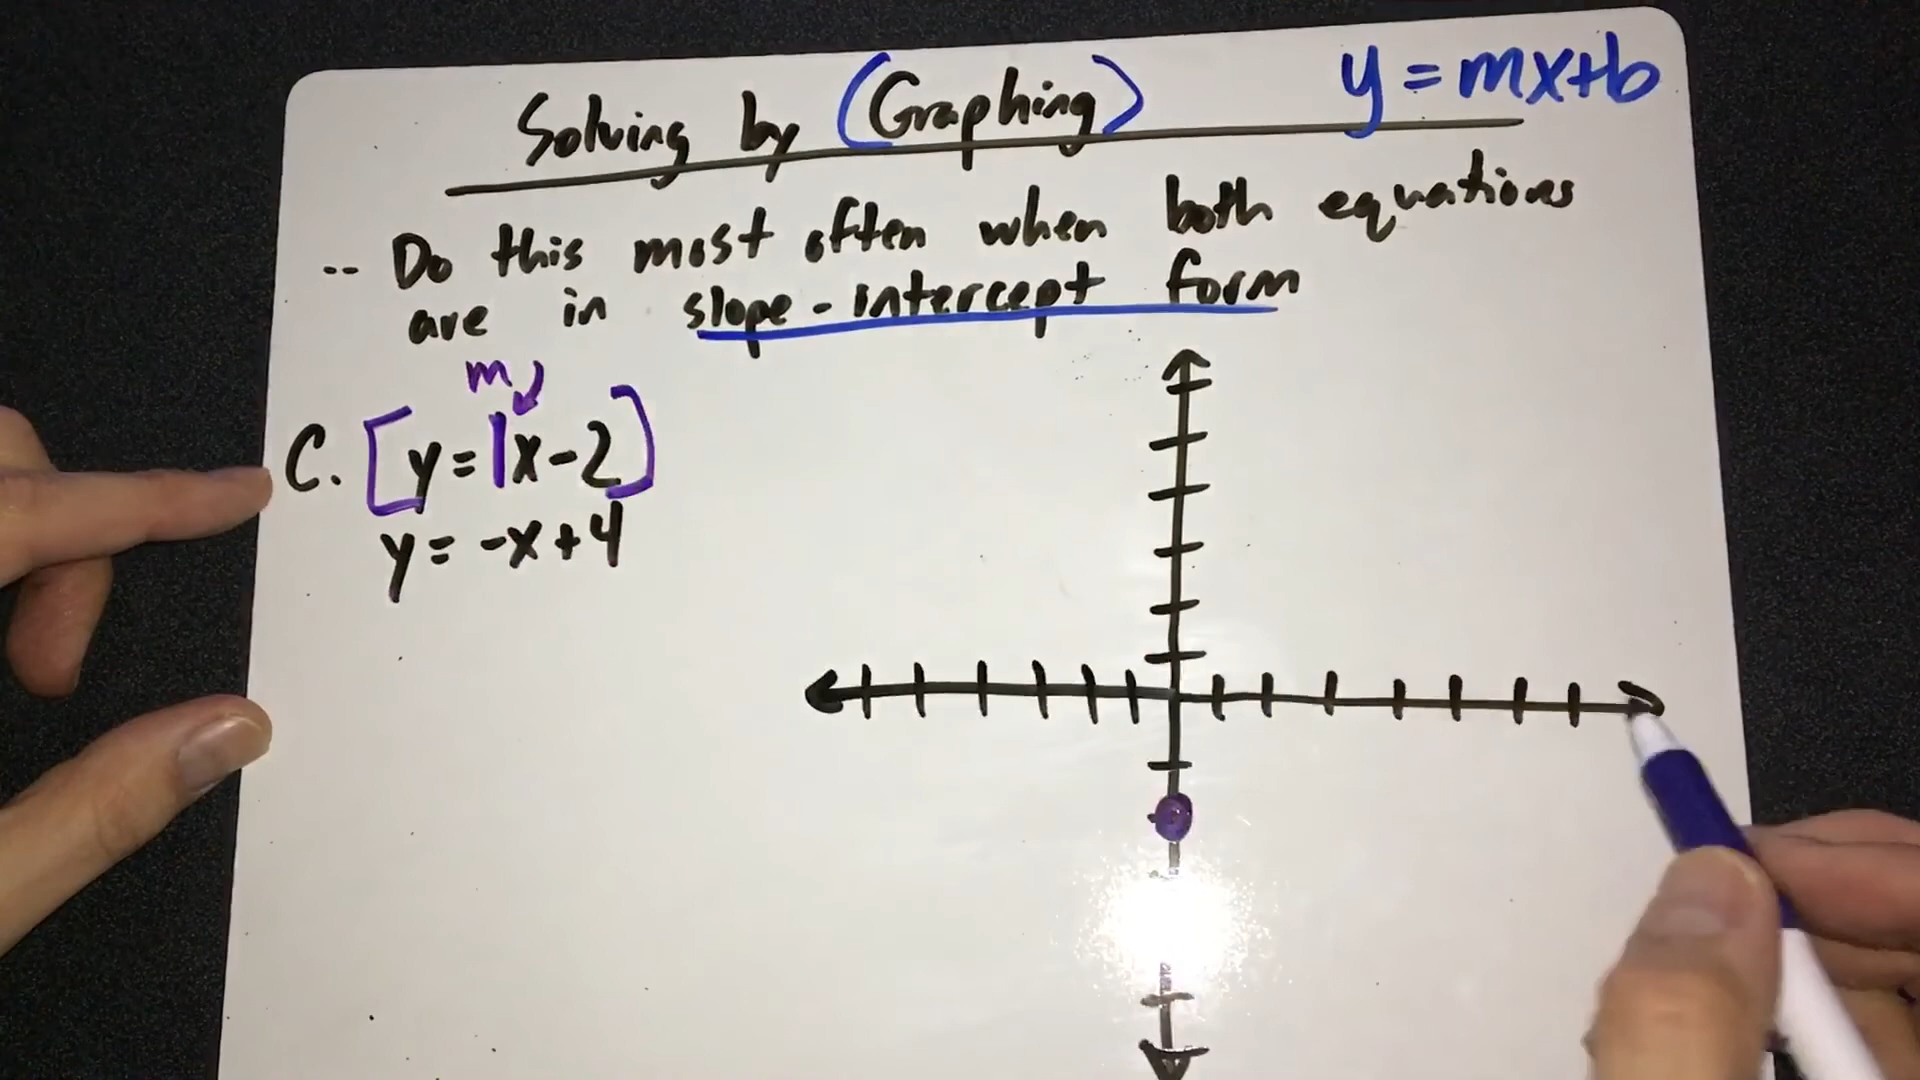 Solving by (Graphing)
y = mx+b
-- Do this most often when both equations
are in slope-intercept form
m
C. [y = 1x-2]
y = -x+4